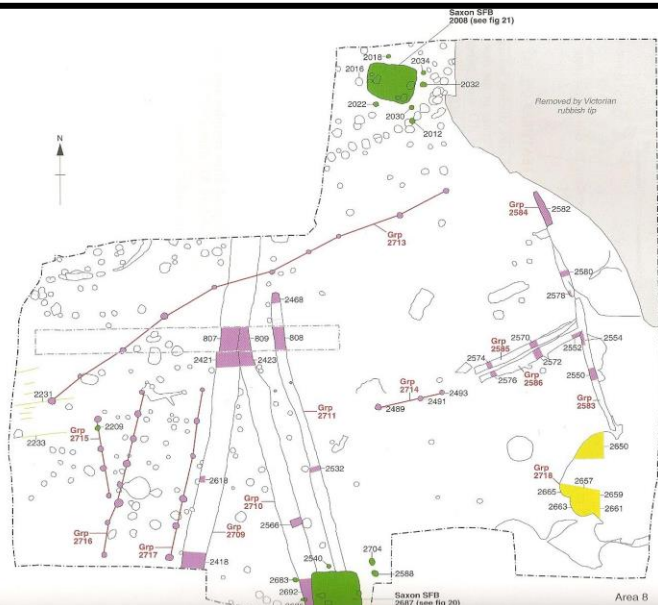 Saxon SFB
2008 (see fig 21)
2018
2034
2016
2032
2022
2030
2012
Removed by Victorian
rubbish tip
N
Grp
2584
2582
Grp
2713
2580
2578
2468
807
809
808
2421
2423
2570
2554
Grp
2585
2552
2574
2572
2576
Grp
2586
2550
Grp
2714
2493
2491
2489
Grp
2583
2231
2209
Grp
2715
2233
Grp
2711
2650
2532
2618
Grp
2718
2657
2665
2659
2663
2661
Grp
2710
2566
Grp
2709
Grp
2716
Grp
2717
2418
2540
2704
2588
2683
2692
Saxon SFB
2687 (see fig 20)
Area 8